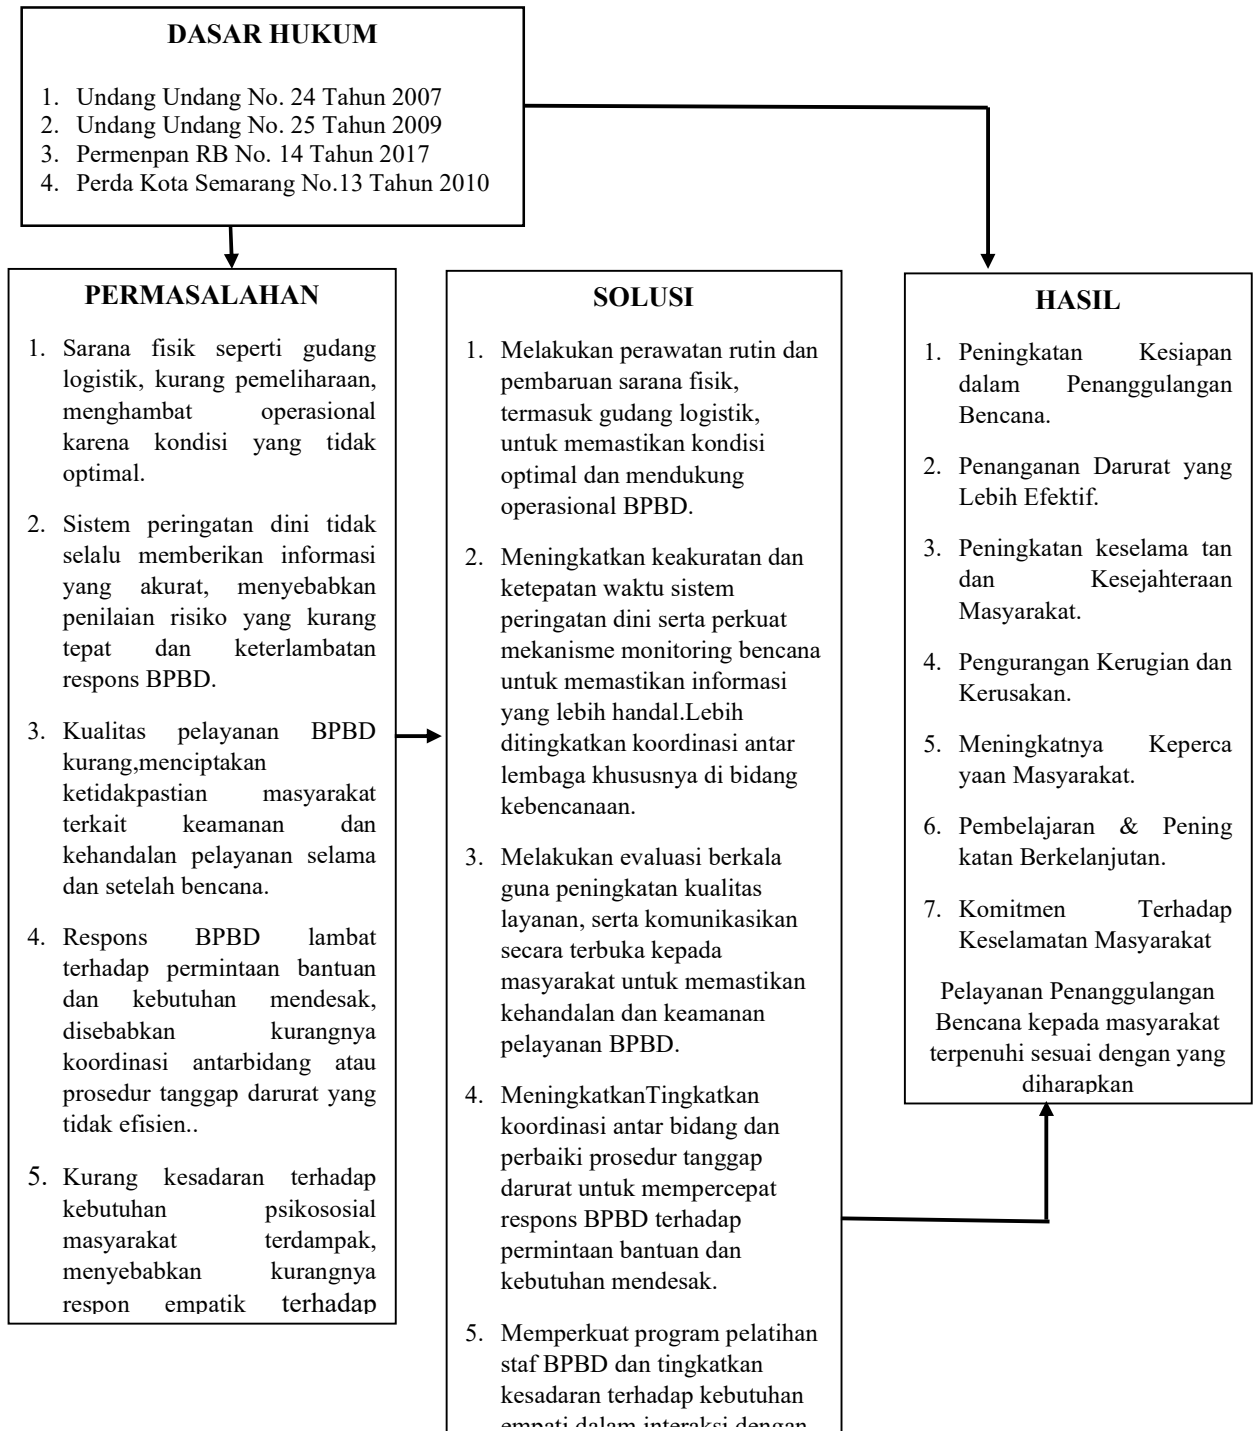 DASAR HUKUM
1. Undang Undang No. 24 Tahun 2007
2. Undang Undang No. 25 Tahun 2009
3. Permenpan RB No. 14 Tahun 2017
4. Perda Kota Semarang No.13 Tahun 2010
PERMASALAHAN
1. Sarana fisik seperti gudang
logistik, kurang pemeliharaan,
menghambat operasional
karena kondisi yang tidak
optimal.
2. Sistem peringatan dini tidak
selalu memberikan informasi
yang akurat, menyebabkan
penilaian risiko yang kurang
tepat dan keterlambatan
respons BPBD.
3. Kualitas pelayanan BPBD
kurang,menciptakan
ketidakpastian masyarakat
terkait keamanan dan
kehandalan pelayanan selama
dan setelah bencana.
4. Respons BPBD lambat
terhadap permintaan bantuan
dan kebutuhan mendesak,
disebabkan kurangnya
koordinasi antarbidang atau
prosedur tanggap darurat yang
tidak efisien..
5. Kurang kesadaran terhadap
kebutuhan psikososial
masyarakat terdampak,
menyebabkan kurangnya
respon empatik terhadap
SOLUSI
1. Melakukan perawatan rutin dan
pembaruan sarana fisik,
termasuk gudang logistik,
untuk memastikan kondisi
optimal dan mendukung
operasional BPBD.
2. Meningkatkan keakuratan dan
ketepatan waktu sistem
peringatan dini serta perkuat
mekanisme monitoring bencana
untuk memastikan informasi
yang lebih handal.Lebih
ditingkatkan koordinasi antar
lembaga khususnya di bidang
kebencanaan.
3. Melakukan evaluasi berkala
guna peningkatan kualitas
layanan, serta komunikasikan
secara terbuka kepada
masyarakat untuk memastikan
kehandalan dan keamanan
pelayanan BPBD.
4. MeningkatkanTingkatkan
koordinasi antar bidang dan
perbaiki prosedur tanggap
darurat untuk mempercepat
respons BPBD terhadap
permintaan bantuan dan
kebutuhan mendesak.
5. Memperkuat program pelatihan
staf BPBD dan tingkatkan
kesadaran terhadap kebutuhan
empati dalam interaksi dengan
HASIL
1. Peningkatan Kesiapan
dalam Penanggulangan
Bencana.
2. Penanganan Darurat yang
Lebih Efektif.
3. Peningkatan keselama tan
dan Kesejahteraan
Masyarakat.
4. Pengurangan Kerugian dan
Kerusakan.
5. Meningkatnya Keperca
yaan Masyarakat.
6. Pembelajaran & Pening
katan Berkelanjutan.
7. Komitmen Terhadap
Keselamatan Masyarakat
Pelayanan Penanggulangan
Bencana kepada masyarakat
terpenuhi sesuai dengan yang
diharapkan